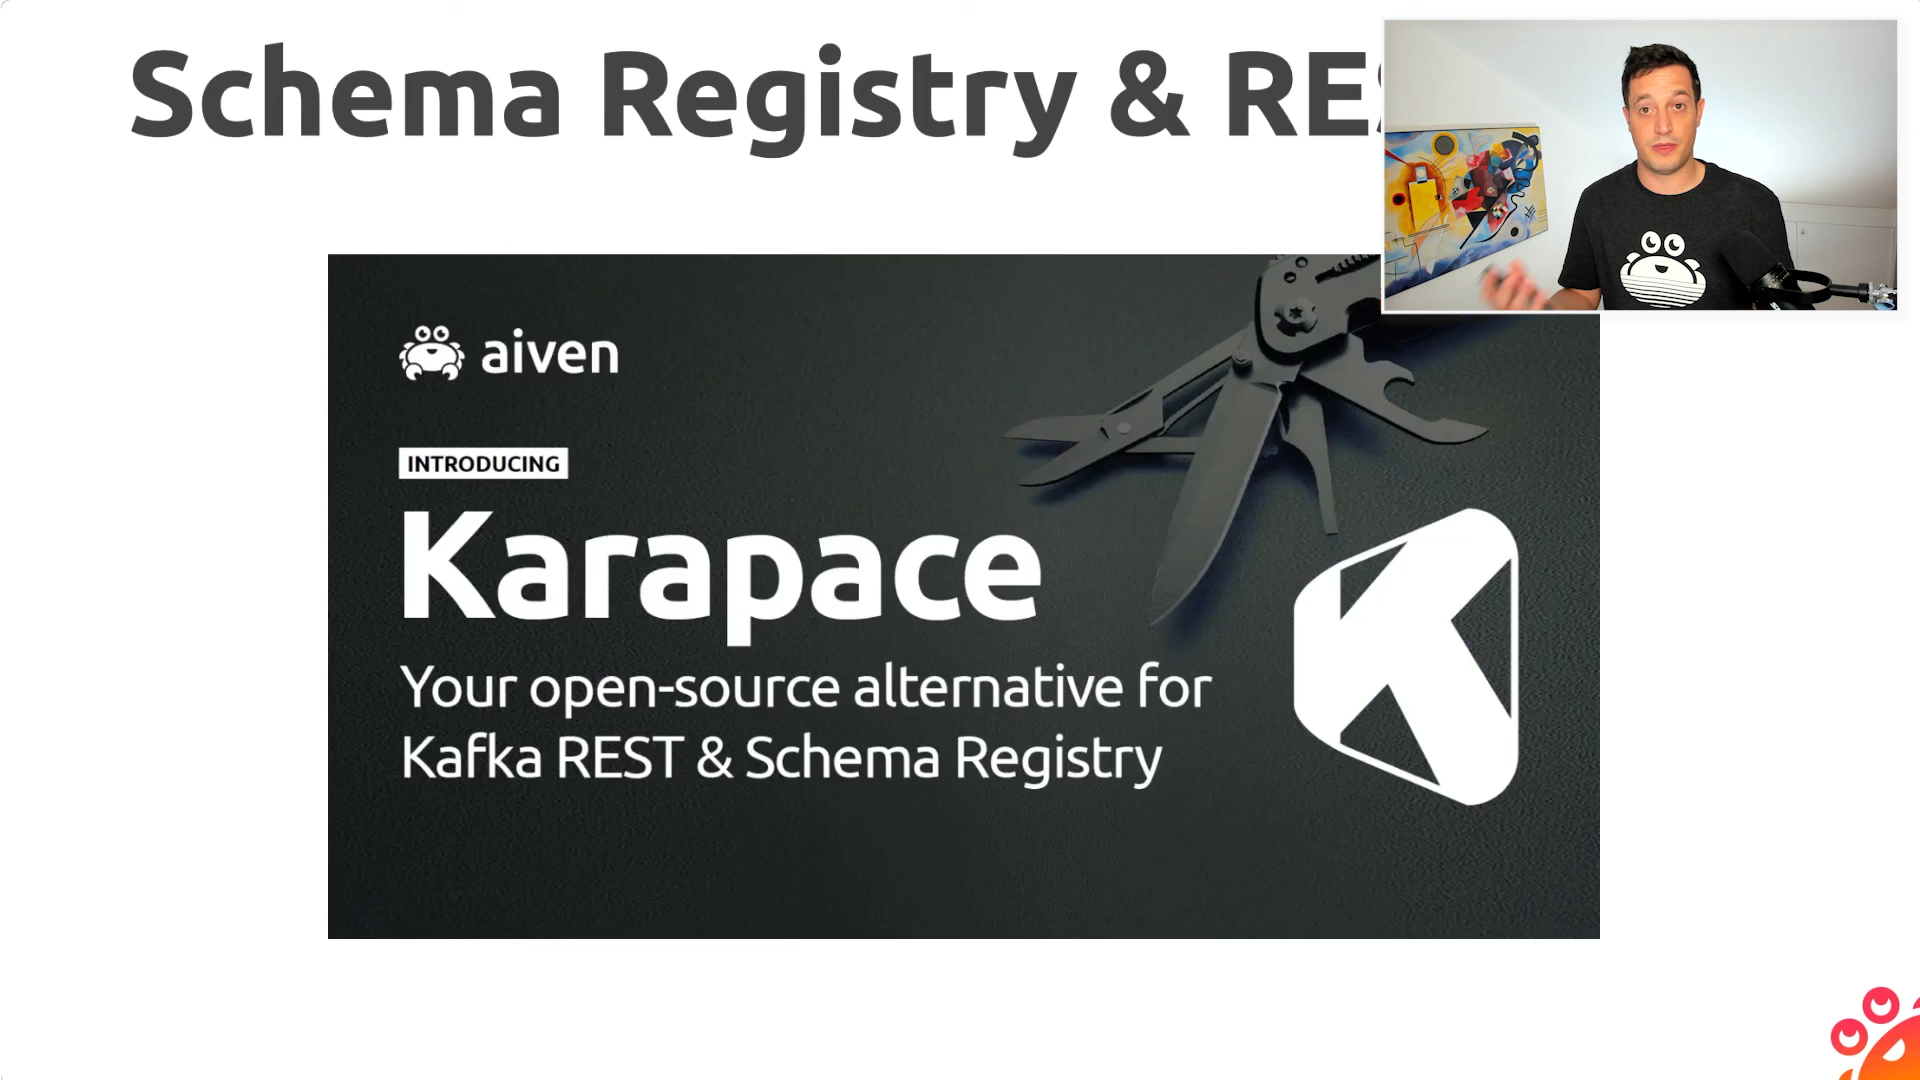 Schema Registry & RE
aiven
INTRODUCING
Karapace
Your open-source alternative for
Kafka REST & Schema Registry